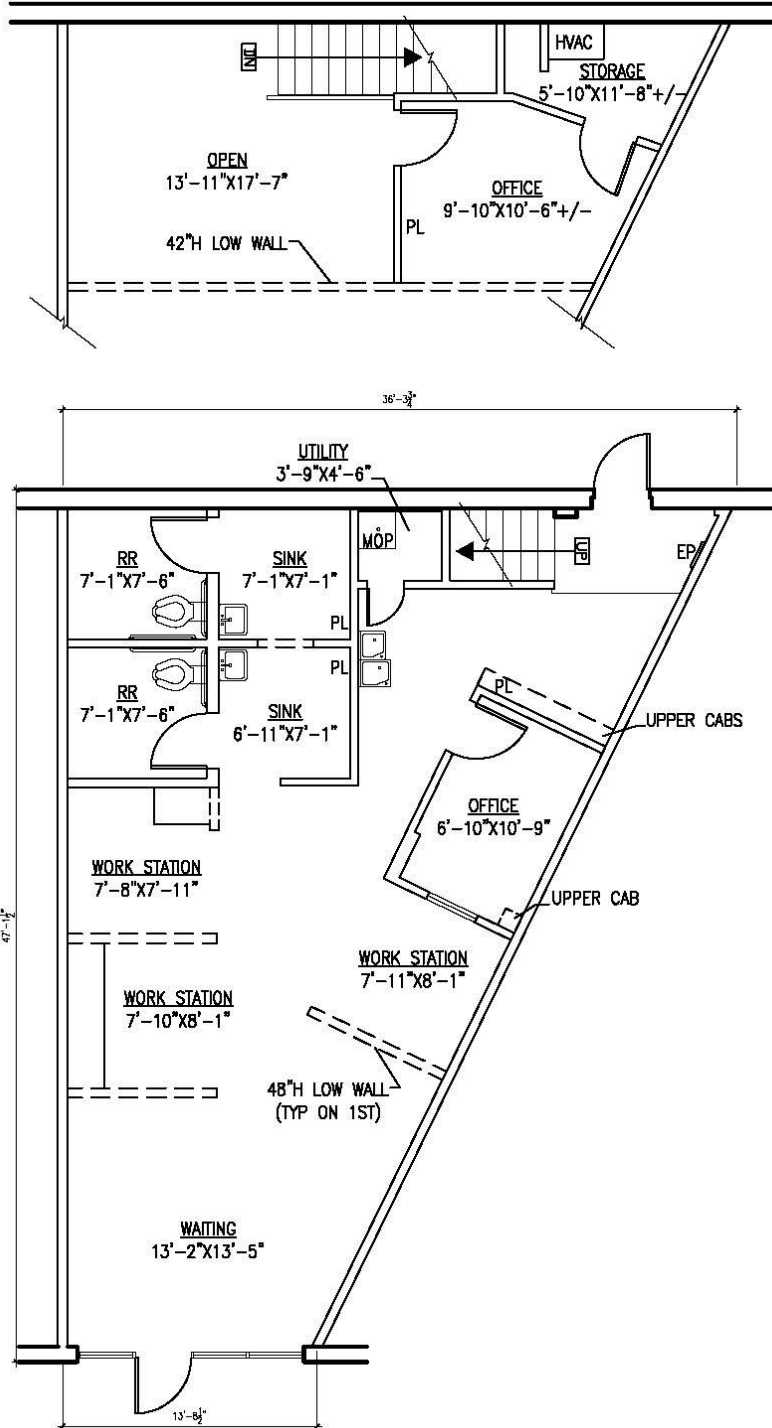 HVAC
DN
STORAGE
5'-10"X11'-8"+/-
OPEN
13'-11"X17'-7"
OFFICE
9'-10"X10'-6"+/-
PL
42"H LOW WALL
36'-3¾"
UTILITY
3'-9"X4'-6"
MOP
UP
EP
RR
7'-1"X7'-6"
SINK
7'-1"X7'-1"
PL
PL
RR
7'-1"X7'-6"
SINK
6'-11"X7'-1"
PL
UPPER CABS
OFFICE
6'-10"X10'-9"
WORK STATION
7'-8"X7'-11"
UPPER CAB
47'-1½"
WORK STATION
7'-11"X8'-1"
WORK STATION
7'-10"X8'-1"
48"H LOW WALL
(TYP ON 1ST)
WAITING
13'-2"X13'-5"
13'-8½"